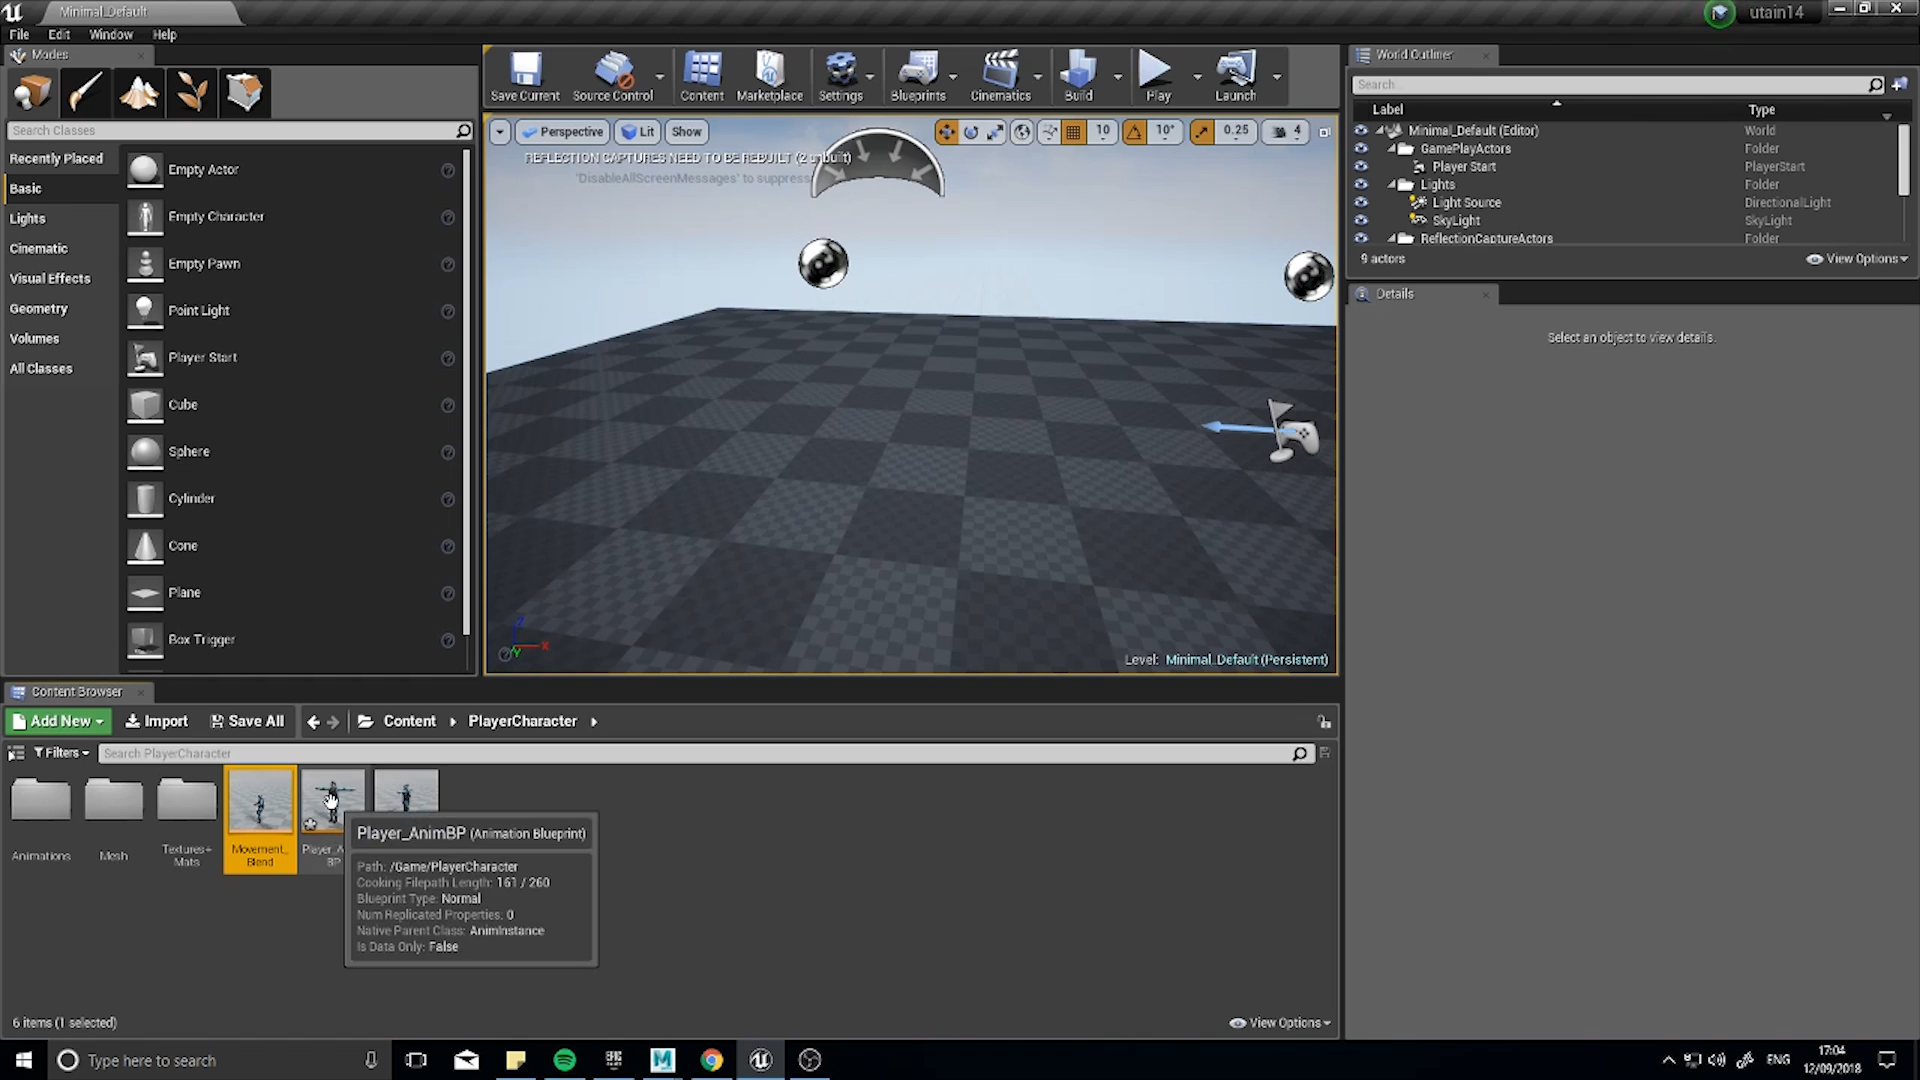 Minimal_Default
utain14
File Edit Window Help
Modes
Search Classes
Recently Placed
Basic
Lights
Cinematic
Visual Effects
Geometry
Volumes
All Classes
Empty Actor
Empty Character
Empty Pawn
Point Light
Player Start
Cube
Sphere
Cylinder
Cone
Plane
Box Trigger
Save Current
Source Control
Content
Marketplace
Settings
Blueprints
Cinematics
Build
Play
Launch
Perspective
Lit
Show
10
10°
0.25
4
REFLECTION CAPTURES NEED TO BE REBUILT (2 unbuilt)
'DisableAllScreenMessages' to suppress
Z
X
Y
Level: Minimal_Default (Persistent)
World Outliner
Search...
Label Type
Minimal_Default (Editor) World
GamePlayActors Folder
Player Start PlayerStart
Lights Folder
Light Source DirectionalLight
SkyLight SkyLight
ReflectionCaptureActors Folder
9 actors
View Options
Details
Select an object to view details.
Content Browser
Add New
Import
Save All
Content
PlayerCharacter
Filters
Search PlayerCharacter
Animations
Mesh
Textures+
Mats
Movement_
Blend
Player_A
BP
Player_AnimBP (Animation Blueprint)
Path: /Game/PlayerCharacter
Cooking Filepath Length: 161 / 260
Blueprint Type: Normal
Num Replicated Properties: 0
Native Parent Class: AnimInstance
Is Data Only: False
6 items (1 selected)
View Options
Type here to search
EPIC
M
ENG
17:04
12/09/2018